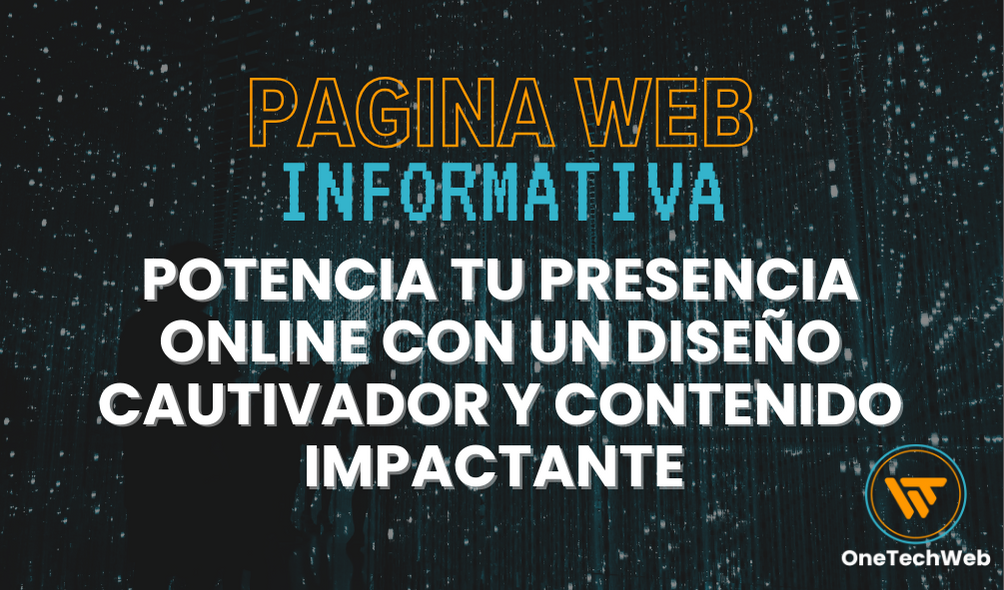 PAGINA WEB
INFORMATIVA
POTENCIA TU PRESENCIA
ONLINE CON UN DISEÑO
CAUTIVADOR Y CONTENIDO
IMPACTANTE
OneTechWeb